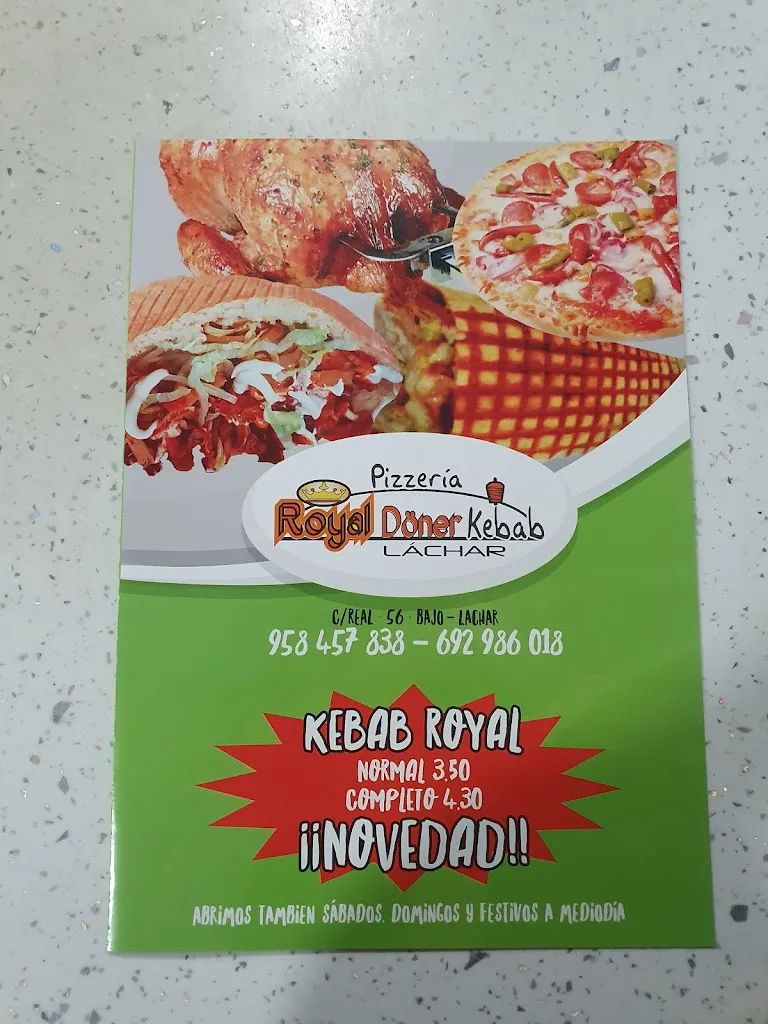 Pizzería
Royal Döner Kebab
LÁCHAR
C/REAL · 56 · BAJO - LACHAR
958 457 838 - 692 986 018
KEBAB ROYAL
NORMAL 3.50
COMPLETO 4.30
¡¡NOVEDAD!!
ABRIMOS TAMBIEN SÁBADOS, DOMINGOS Y FESTIVOS A MEDIODÍA